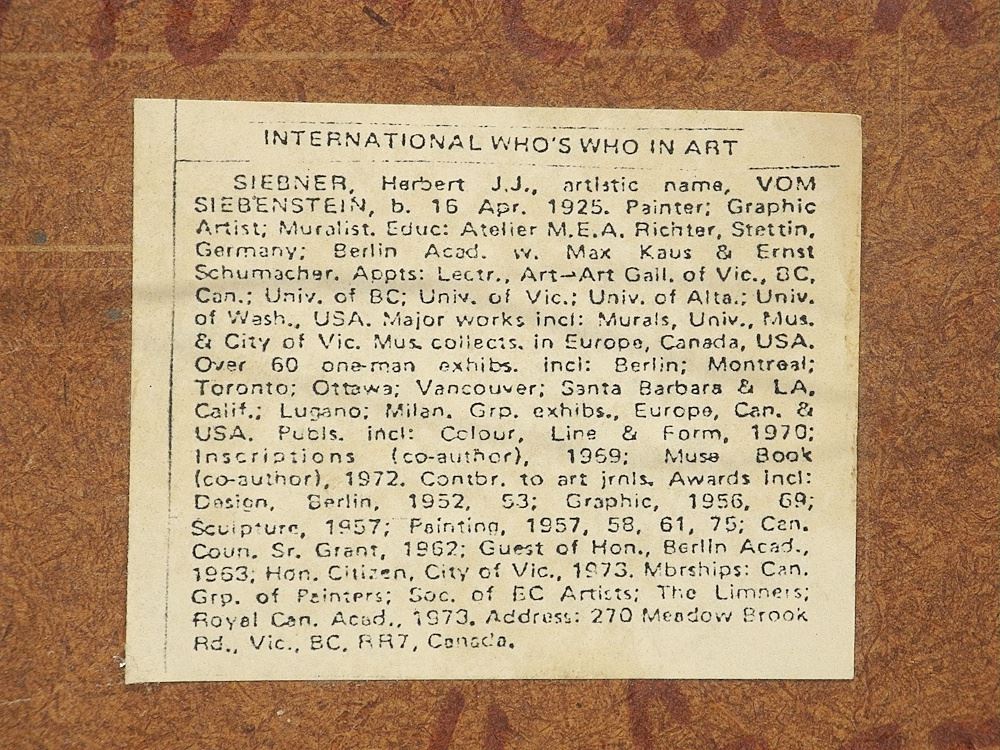 INTERNATIONAL WHO'S WHO IN ART
SIEBNER, Herbert J.J., artistic name, VOM
SIEBENSTEIN, b. 16 Apr. 1925. Painter; Graphic
Artist; Muralist. Educ: Atelier M.E.A. Richter, Stettin,
Germany; Berlin Acad. w. Max Kaus & Ernst
Schumacher. Appts: Lectr., Art-Art Gall. of Vic., BC,
Can.; Univ. of BC; Univ. of Vic.; Univ. of Alta.; Univ.
of Wash., USA. Major works incl: Murals, Univ., Mus.
& City of Vic. Mus. collects. in Europe, Canada, USA.
Over 60 one-man exhibs. incl: Berlin; Montreal;
Toronto; Ottawa; Vancouver; Santa Barbara & LA,
Calif.; Lugano; Milan. Grp. exhibs., Europe, Can. &
USA. Publs. incl: Colour, Line & Form, 1970;
Inscriptions (co-author), 1969; Muse Book
(co-author), 1972. Contbr. to art jrnls. Awards incl:
Design, Berlin, 1952, 53; Graphic, 1956, 69;
Sculpture, 1957; Painting, 1957, 58, 61, 75; Can.
Coun. Sr. Grant, 1962; Guest of Hon., Berlin Acad.,
1963; Hon. Citizen, City of Vic., 1973. Mbrships: Can.
Grp. of Painters; Soc. of BC Artists; The Limners;
Royal Can. Acad., 1973. Address: 270 Meadow Brook
Rd., Vic., BC, RR7, Canada.